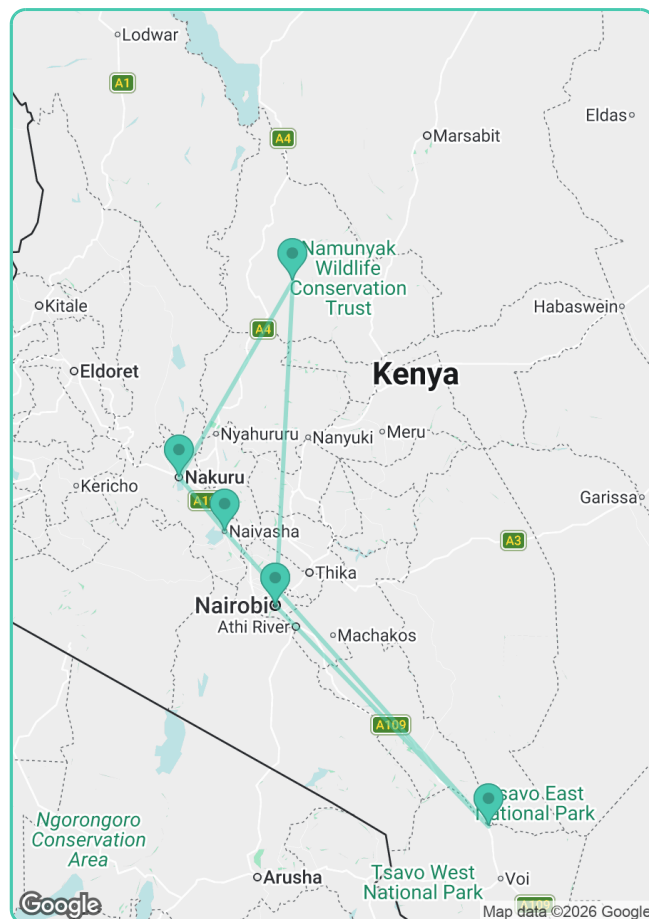 Lodwar
A1
Eldas
A4
Marsabit
Namunyak
Wildlife
Conservation
Trust
Kitale
Habaswein
A4
Eldoret
Kenya
Nyahururu
Nanyuki
Meru
Nakuru
Kericho
Garissa
Naivasha
A3
Thika
Nairobi
Athi River
Machakos
A109
Tsavo East
National Park
Ngorongoro
Conservation
Area
Arusha
Tsavo West
National Park
Voi
A109
Google
Map data ©2026 Google